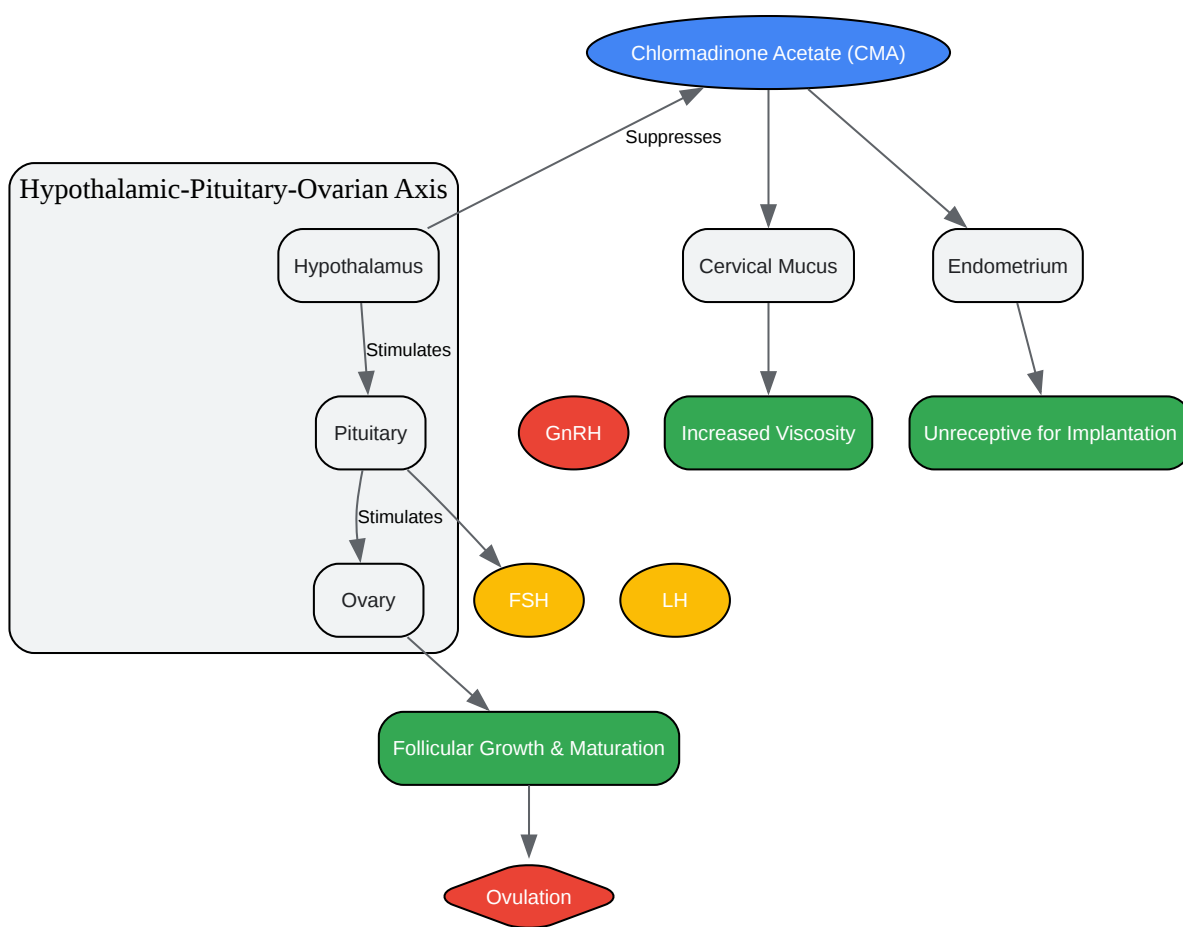 Chlormadinone Acetate (CMA)
Suppresses
Hypothalamic-Pituitary-Ovarian Axis
Hypothalamus
Cervical Mucus
Endometrium
Stimulates
Pituitary
GnRH
Increased Viscosity
Unreceptive for Implantation
Stimulates
Ovary
FSH
LH
Follicular Growth & Maturation
Ovulation